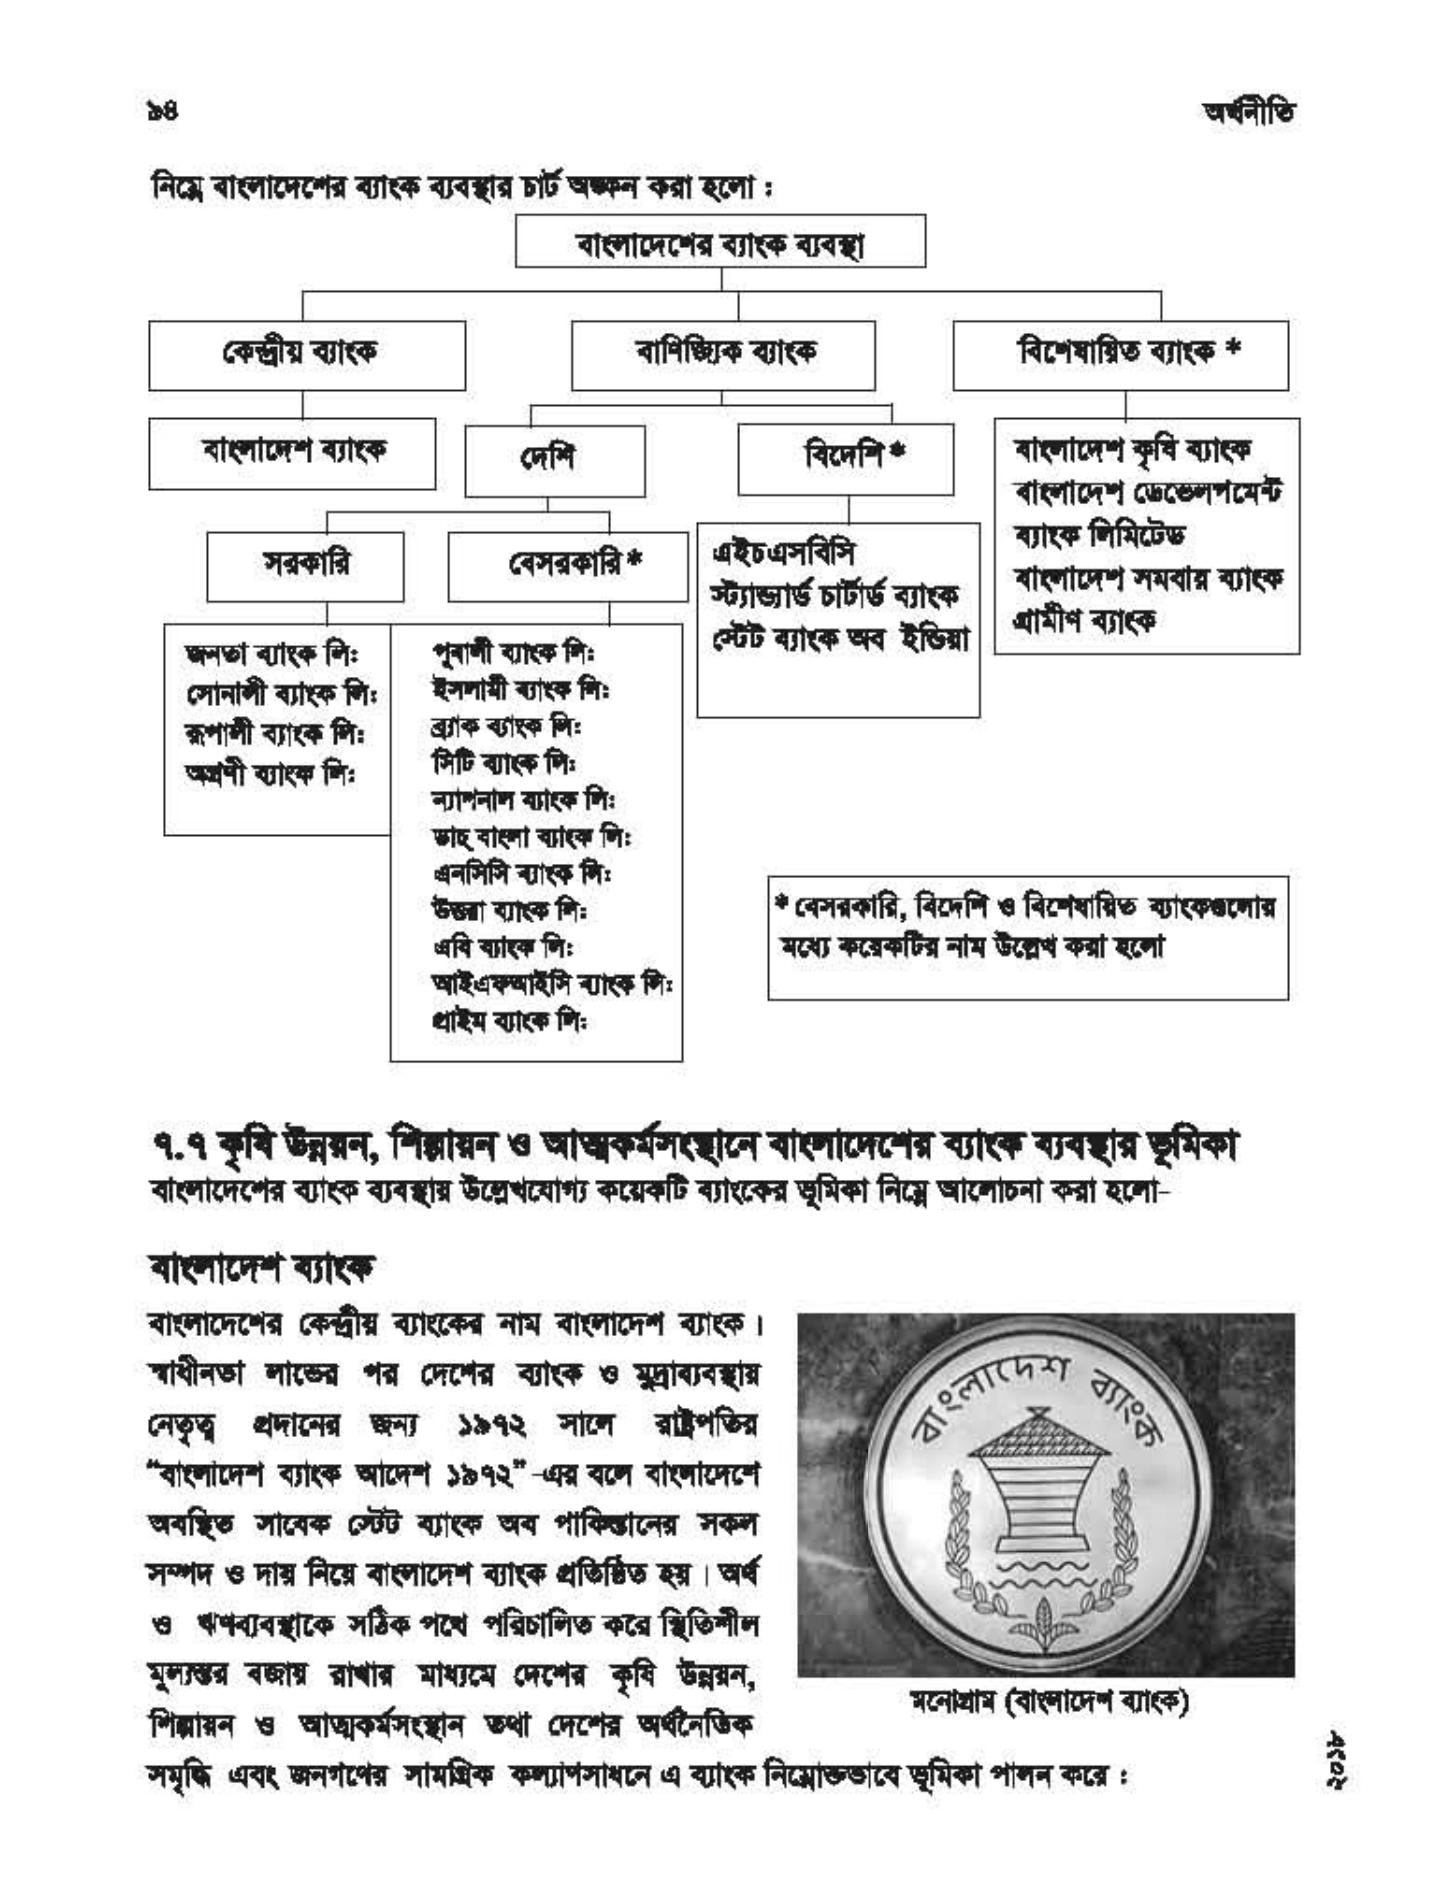 ৯৪
অর্থনীতি
নিম্নে বাংলাদেশের ব্যাংক ব্যবস্থার চার্ট অঙ্কন করা হলো :
বাংলাদেশের ব্যাংক ব্যবস্থা
কেন্দ্রীয় ব্যাংক
বাণিজ্যিক ব্যাংক
বিশেষায়িত ব্যাংক *
বাংলাদেশ ব্যাংক
দেশি
বিদেশি *
বাংলাদেশ কৃষি ব্যাংক
বাংলাদেশ ডেভেলপমেন্ট
ব্যাংক লিমিটেড
বাংলাদেশ সমবায় ব্যাংক
গ্রামীণ ব্যাংক
সরকারি
বেসরকারি *
এইচএসবিসি
স্ট্যান্ডার্ড চার্টার্ড ব্যাংক
স্টেট ব্যাংক অব ইন্ডিয়া
জনতা ব্যাংক লিঃ
সোনালী ব্যাংক লিঃ
রূপালী ব্যাংক লিঃ
অগ্রণী ব্যাংক লিঃ
পূবালী ব্যাংক লিঃ
ইসলামী ব্যাংক লিঃ
ব্র্যাক ব্যাংক লিঃ
সিটি ব্যাংক লিঃ
ন্যাশনাল ব্যাংক লিঃ
ডাচ্ বাংলা ব্যাংক লিঃ
এনসিসি ব্যাংক লিঃ
উত্তরা ব্যাংক লিঃ
এবি ব্যাংক লিঃ
আইএফআইসি ব্যাংক লিঃ
প্রাইম ব্যাংক লিঃ
* বেসরকারি, বিদেশি ও বিশেষায়িত ব্যাংকগুলোর
মধ্যে কয়েকটির নাম উল্লেখ করা হলো
৭.৭ কৃষি উন্নয়ন, শিল্পায়ন ও আত্মকর্মসংস্থানে বাংলাদেশের ব্যাংক ব্যবস্থার ভূমিকা
বাংলাদেশের ব্যাংক ব্যবস্থায় উল্লেখযোগ্য কয়েকটি ব্যাংকের ভূমিকা নিম্নে আলোচনা করা হলো-
বাংলাদেশ ব্যাংক
বাংলাদেশের কেন্দ্রীয় ব্যাংকের নাম বাংলাদেশ ব্যাংক।
স্বাধীনতা লাভের পর দেশের ব্যাংক ও মুদ্রাব্যবস্থায়
নেতৃত্ব প্রদানের জন্য ১৯৭২ সালে রাষ্ট্রপতির
“বাংলাদেশ ব্যাংক আদেশ ১৯৭২”-এর বলে বাংলাদেশে
অবস্থিত সাবেক স্টেট ব্যাংক অব পাকিস্তানের সকল
সম্পদ ও দায় নিয়ে বাংলাদেশ ব্যাংক প্রতিষ্ঠিত হয়। অর্থ
ও ঋণব্যবস্থাকে সঠিক পথে পরিচালিত করে স্থিতিশীল
মূল্যস্তর বজায় রাখার মাধ্যমে দেশের কৃষি উন্নয়ন,
শিল্পায়ন ও আত্মকর্মসংস্থান তথা দেশের অর্থনৈতিক
সমৃদ্ধি এবং জনগণের সামগ্রিক কল্যাণসাধনে এ ব্যাংক নিম্নোক্তভাবে ভূমিকা পালন করে :
বাংলাদেশ ব্যাংক
মনোগ্রাম (বাংলাদেশ ব্যাংক)
২০১৮